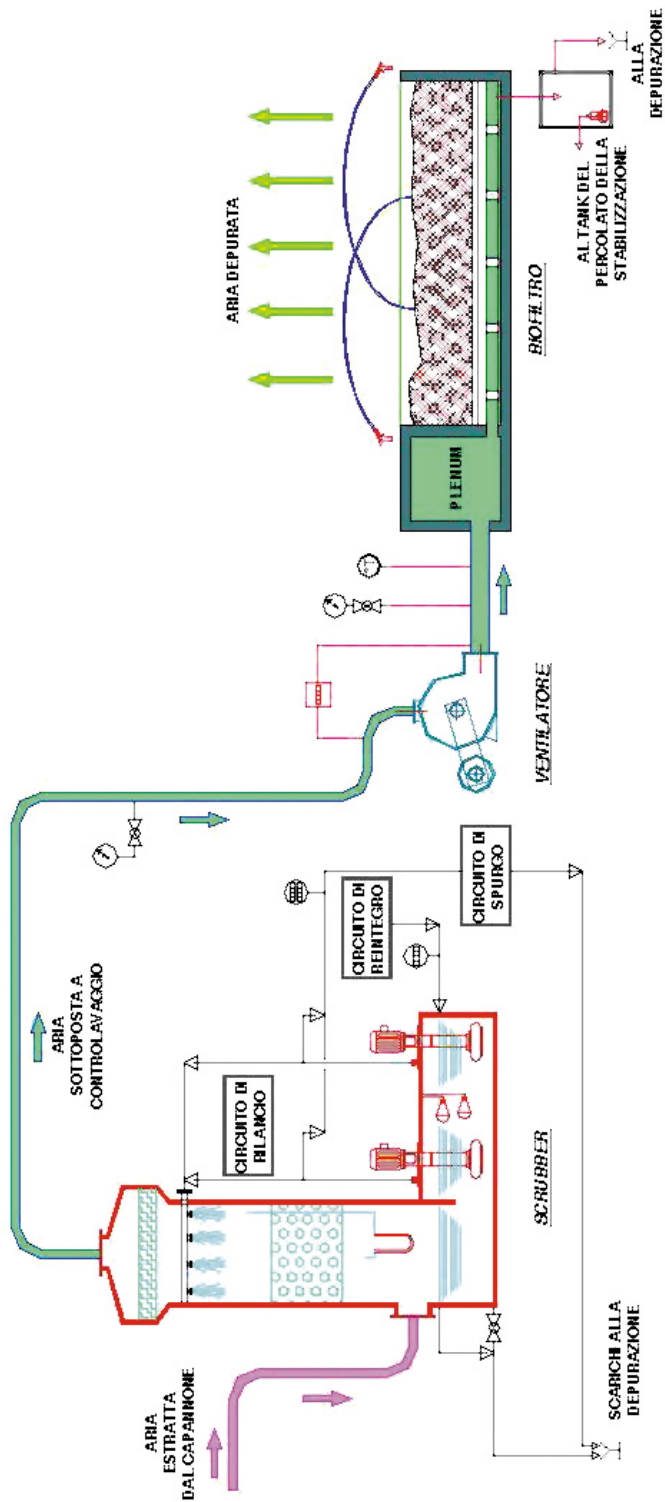 ARIA
ESTRATTA
DAL CAPANNONE
ARIA
SOTTOPOSTA A
CONTROLAVAGGIO
CIRCUITO DI
RILANCIO
CIRCUITO DI
REINTEGRO
CIRCUITO DI
SPURGO
SCRUBBER
SCARICHI ALLA
DEPURAZIONE
VENTILATORE
PLENUM
ARIA DEPURATA
BIOFILTRO
AL TANK DEL
PERCOLATO DELLA
STABILIZZAZIONE
ALLA
DEPURAZIONE